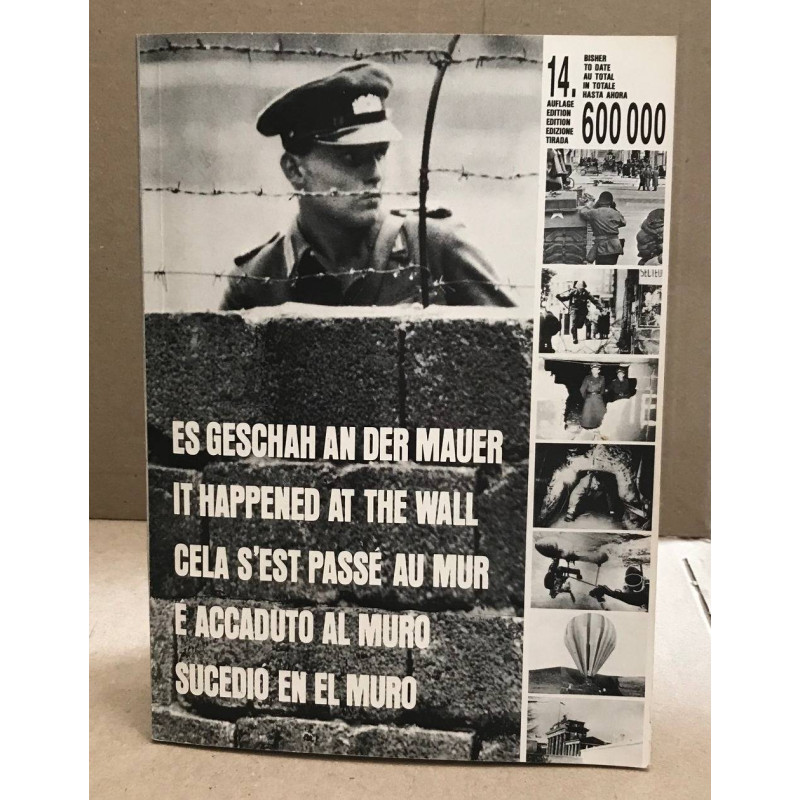 14.
AUFLAGE
EDITION
EDITION
EDIZIONE
TIRADA
BISHER
TO DATE
AU TOTAL
IN TOTALE
HASTA AHORA
600 000
ES GESCHAH AN DER MAUER
IT HAPPENED AT THE WALL
CELA S'EST PASSÉ AU MUR
É ACCADUTO AL MURO
SUCEDIÓ EN EL MURO